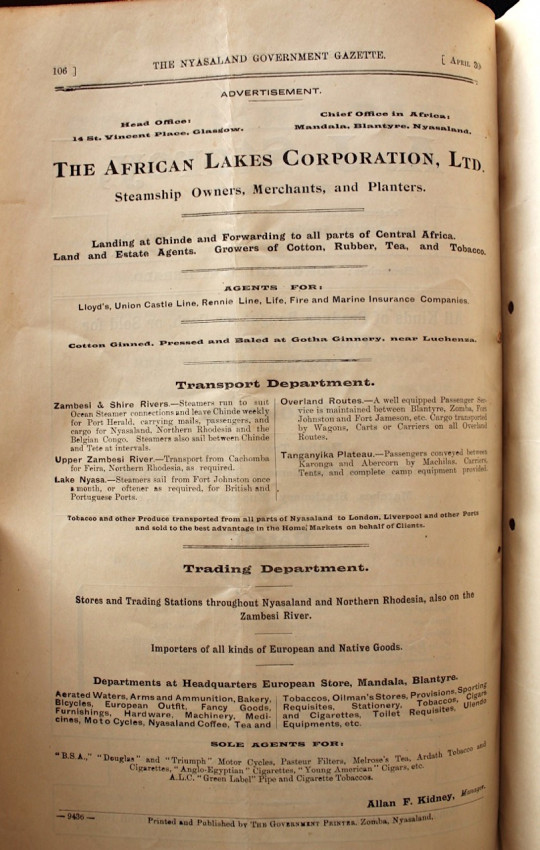 106 ]
THE NYASALAND GOVERNMENT GAZETTE.
[ APRIL 30
ADVERTISEMENT.
Head Office:
14 St. Vincent Place, Glasgow.
Chief Office in Africa:
Mandala, Blantyre, Nyasaland.
THE AFRICAN LAKES CORPORATION, LTD.
Steamship Owners, Merchants, and Planters.
Landing at Chinde and Forwarding to all parts of Central Africa.
Land and Estate Agents. Growers of Cotton, Rubber, Tea, and Tobacco.
AGENTS FOR:
Lloyd's, Union Castle Line, Rennie Line, Life, Fire and Marine Insurance Companies.
Cotton Ginned, Pressed and Baled at Gotha Ginnery, near Luchenza.
Transport Department.
Zambesi & Shire Rivers.—Steamers run to suit
Ocean Steamer connections and leave Chinde weekly
for Port Herald, carrying mails, passengers, and
cargo for Nyasaland, Northern Rhodesia and the
Belgian Congo. Steamers also sail between Chinde
and Tete at intervals.
Upper Zambesi River.—Transport from Cachomba
for Feira, Northern Rhodesia, as required.
Lake Nyasa.—Steamers sail from Fort Johnston once
a month, or oftener as required, for British and
Portuguese Ports.
Overland Routes.—A well equipped Passenger Ser-
vice is maintained between Blantyre, Zomba, Fort
Johnston and Fort Jameson, etc. Cargo transported
by Wagons, Carts or Carriers on all Overland
Routes.
Tanganyika Plateau.—Passengers conveyed between
Karonga and Abercorn by Machilas. Carriers,
Tents, and complete camp equipment provided.
Tobacco and other Produce transported from all parts of Nyasaland to London, Liverpool and other Ports
and sold to the best advantage in the Home Markets on behalf of Clients.
Trading Department.
Stores and Trading Stations throughout Nyasaland and Northern Rhodesia, also on the
Zambesi River.
Importers of all kinds of European and Native Goods.
Departments at Headquarters European Store, Mandala, Blantyre.
Aerated Waters, Arms and Ammunition, Bakery,
Bicycles, European Outfit, Fancy Goods,
Furnishings, Hardware, Machinery, Medi-
cines, Moto Cycles, Nyasaland Coffee, Tea and
Tobaccos, Oilman's Stores, Provisions, Sporting
Requisites, Stationery, Tobacco, Cigars
and Cigarettes, Toilet Requisites, Ulendo
Equipments, etc.
SOLE AGENTS FOR:
"B.S.A.," "Douglas" and "Triumph" Motor Cycles, Pasteur Filters, Melrose's Tea, Ardath Tobacco and
Cigarettes, "Anglo-Egyptian" Cigarettes, "Young American" Cigars, etc.
A.L.C. "Green Label" Pipe and Cigarette Tobaccos.
Allan F. Kidney, Manager.
— 9436 —
Printed and Published by THE GOVERNMENT PRINTER, Zomba, Nyasaland.